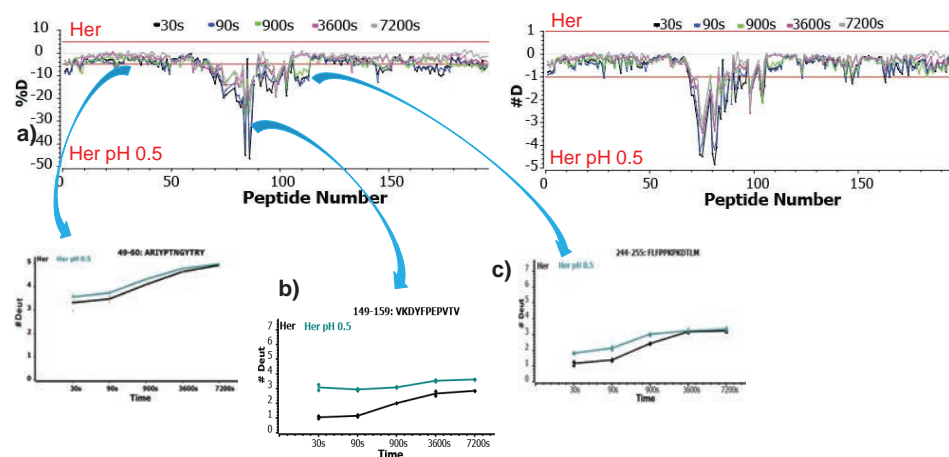 30s 90s 900s 3600s 7200s
%D
10
0
-10
-20
-30
-40
-50
Her
Her pH 0.5
a)
0 50 100 150
Peptide Number
30s 90s 900s 3600s 7200s
#D
1
0
-1
-2
-3
-4
-5
Her
Her pH 0.5
0 50 100 150
Peptide Number
49-60: ARIYPTNGYTRY
Her Her pH 0.5
#Deut
5
4
3
2
1
30s 90s 900s 3600s 7200s
Time
b)
149-159: VKDYFPEPVTV
Her Her pH 0.5
# Deut
7
6
5
4
3
2
1
0
30s 90s 900s 3600s 7200s
Time
c)
244-255: FLFPPKPKDTLM
Her Her pH 0.5
# Deut
7
6
5
4
3
2
1
0
30s 90s 900s 3600s 7200s
Time